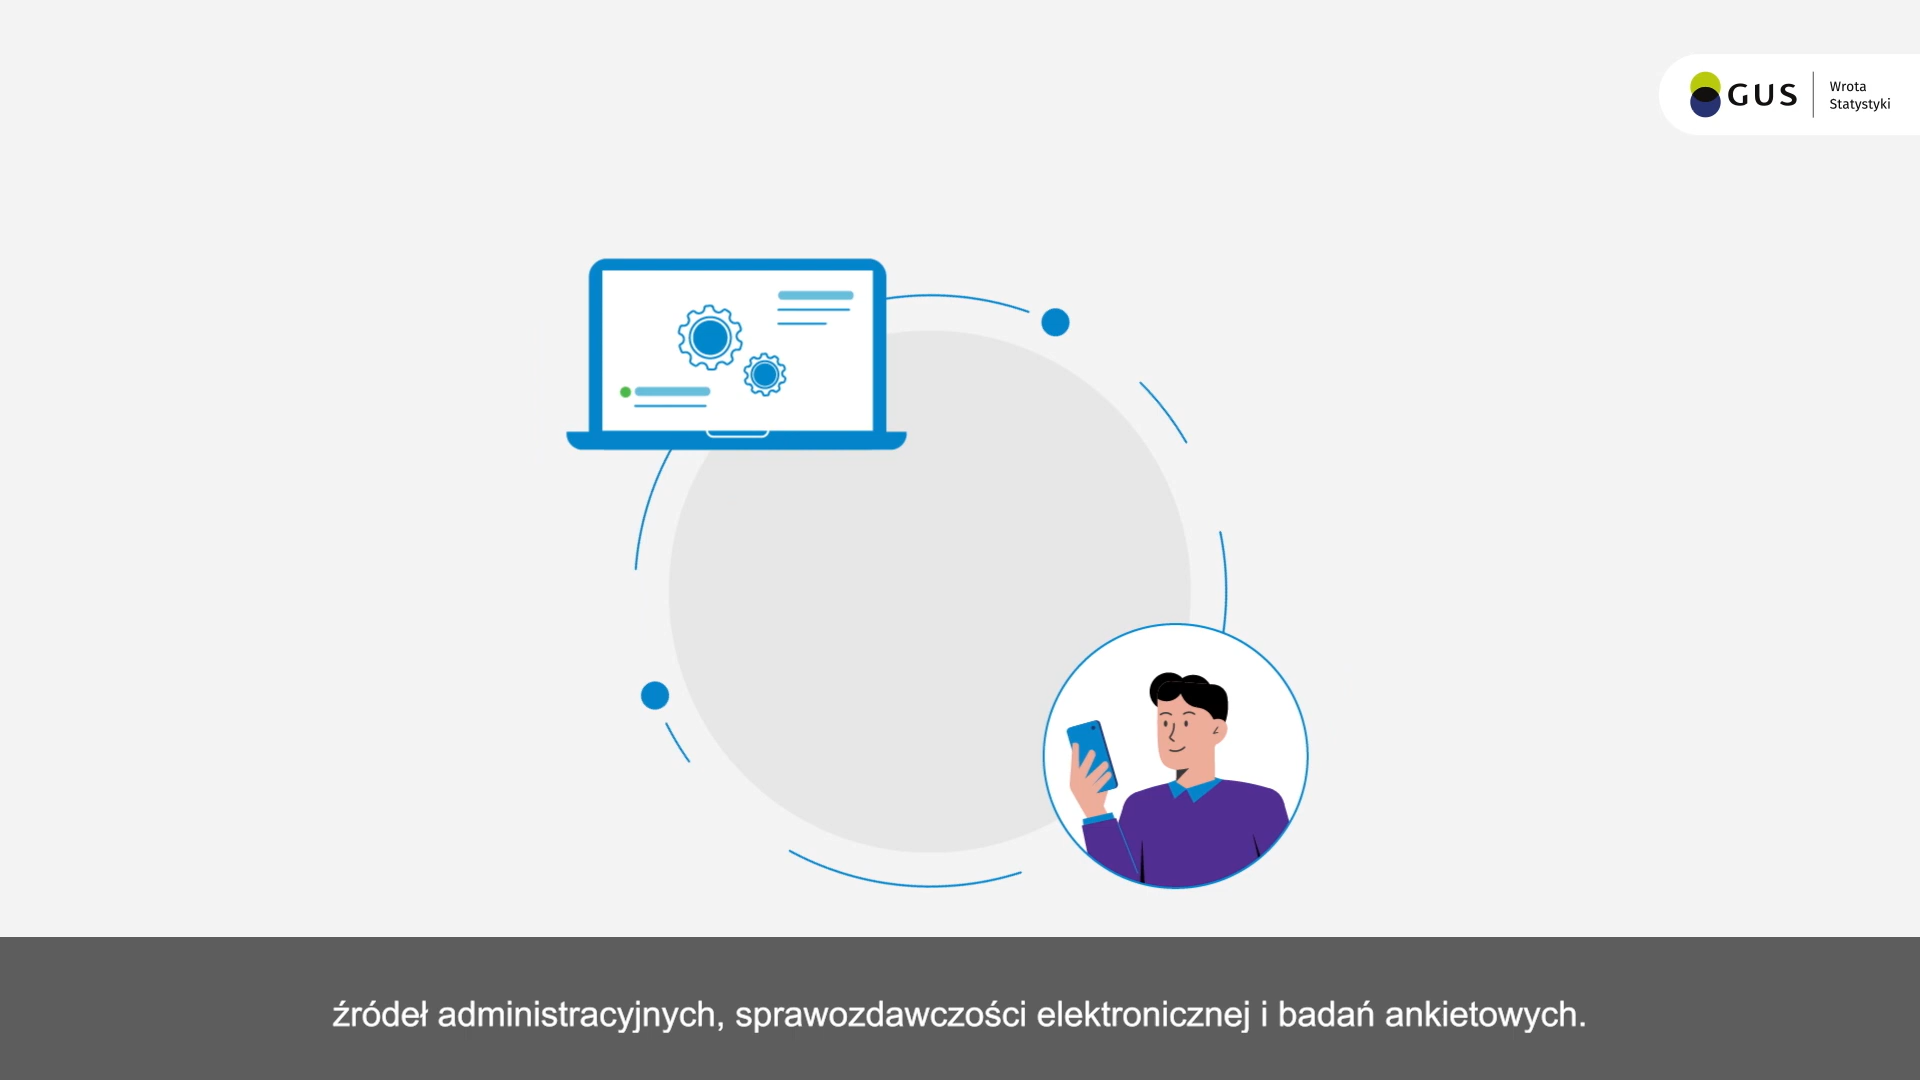 GUS
Wrota
Statystyki
źródeł administracyjnych, sprawozdawczości elektronicznej i badań ankietowych.